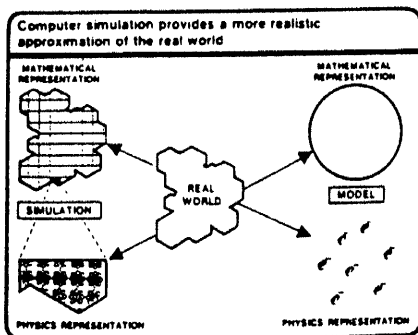 Computer simulation provides a more realistic
approximation of the real world
MATHEMATICAL
REPRESENTATION
MATHEMATICAL
REPRESENTATION
REAL
WORLD
SIMULATION
MODEL
PHYSICS REPRESENTATION
PHYSICS REPRESENTATION